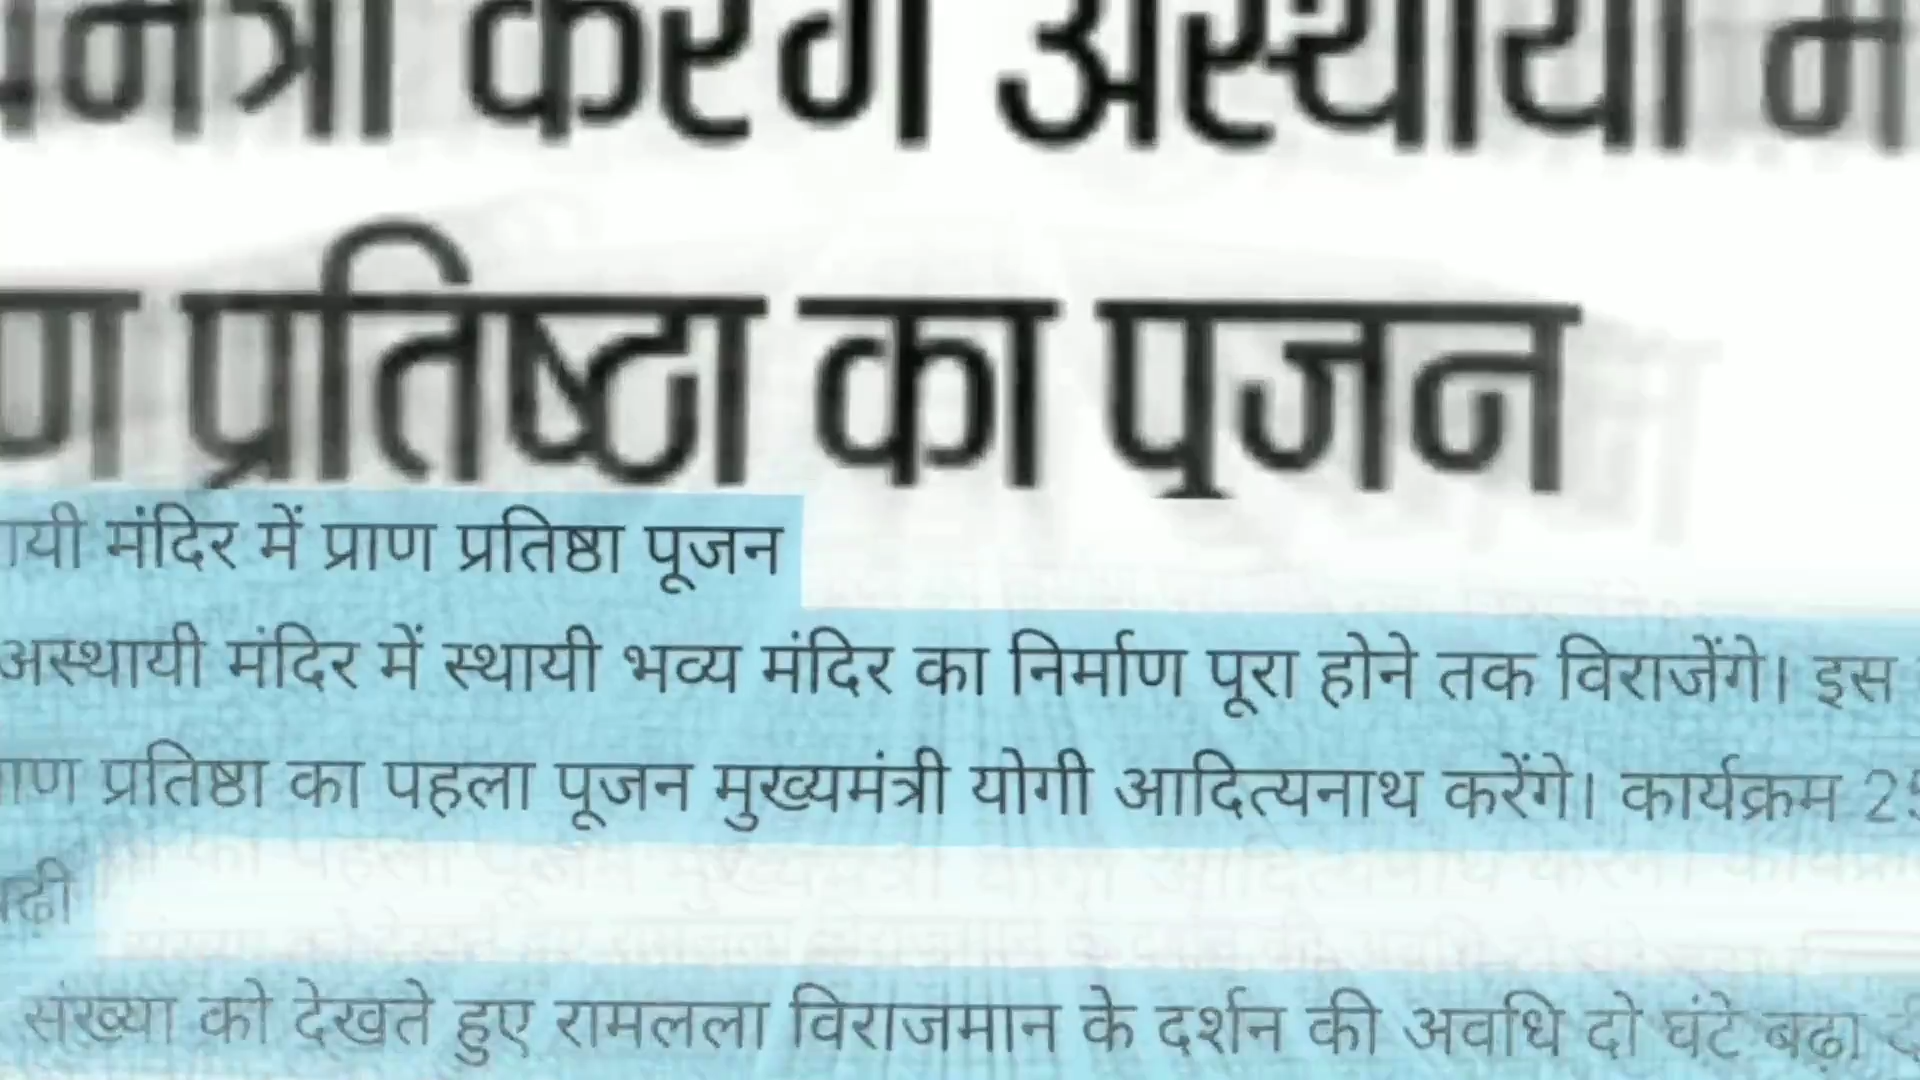 करेंगे अस्थायी
प्रतिष्ठा का पूजन
मंदिर में प्राण प्रतिष्ठा पूजन
अस्थायी मंदिर में स्थायी भव्य मंदिर का निर्माण पूरा होने तक विराजेंगे। इस
प्रतिष्ठा का पहला पूजन मुख्यमंत्री योगी आदित्यनाथ करेंगे। कार्यक्रम
संख्या को देखते हुए रामलला विराजमान के दर्शन की अवधि दो घंटे बढ़ा